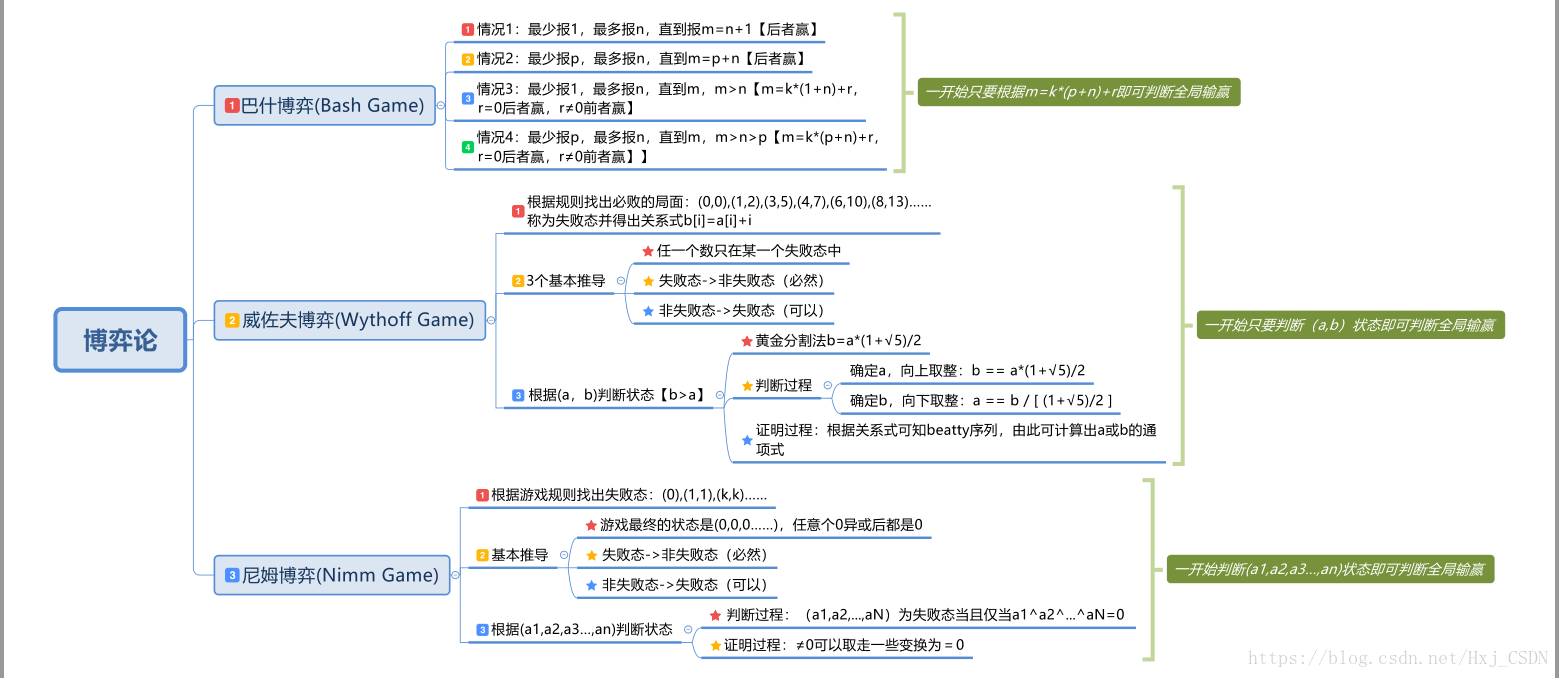 博弈论
1 巴什博弈(Bash Game)
1 情况1：最少报1，最多报n，直到报m=n+1【后者赢】
2 情况2：最少报p，最多报n，直到m=p+n【后者赢】
3 情况3：最少报1，最多报n，直到m，m>n【m=k*(1+n)+r，
r=0后者赢，r≠0前者赢】
4 情况4：最少报p，最多报n，直到m，m>n>p【m=k*(p+n)+r，
r=0后者赢，r≠0前者赢】】
一开始只要根据m=k*(p+n)+r即可判断全局输赢
2 威佐夫博弈(Wythoff Game)
1 根据规则找出必败的局面：(0,0),(1,2),(3,5),(4,7),(6,10),(8,13)……
称为失败态并得出关系式b[i]=a[i]+i
2 3个基本推导
任一个数只在某一个失败态中
失败态->非失败态（必然）
非失败态->失败态（可以）
3 根据(a，b)判断状态【b>a】
黄金分割法b=a*(1+√5)/2
判断过程
确定a，向上取整：b == a*(1+√5)/2
确定b，向下取整：a == b / [ (1+√5)/2 ]
证明过程：根据关系式可知beatty序列，由此可计算出a或b的通
项式
一开始只要判断（a,b）状态即可判断全局输赢
3 尼姆博弈(Nimm Game)
1 根据游戏规则找出失败态：(0),(1,1),(k,k)……
2 基本推导
游戏最终的状态是(0,0,0……)，任意个0异或后都是0
失败态->非失败态（必然）
非失败态->失败态（可以）
3 根据(a1,a2,a3...,an)判断状态
判断过程：（a1,a2,...,aN）为失败态当且仅当a1^a2^...^aN=0
证明过程：≠0可以取走一些变换为＝0
一开始判断(a1,a2,a3...,an)状态即可判断全局输赢
https://blog.csdn.net/Hxj_CSDN